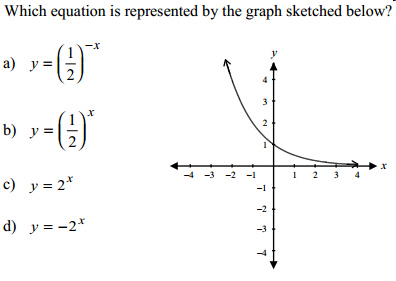 Which equation is represented by the graph sketched below?
a) y = (1/2)^-x
b) y = (1/2)^x
c) y = 2^x
d) y = -2^x
y
4
3
2
1
x
-4 -3 -2 -1 1 2 3 4
-1
-2
-3
-4